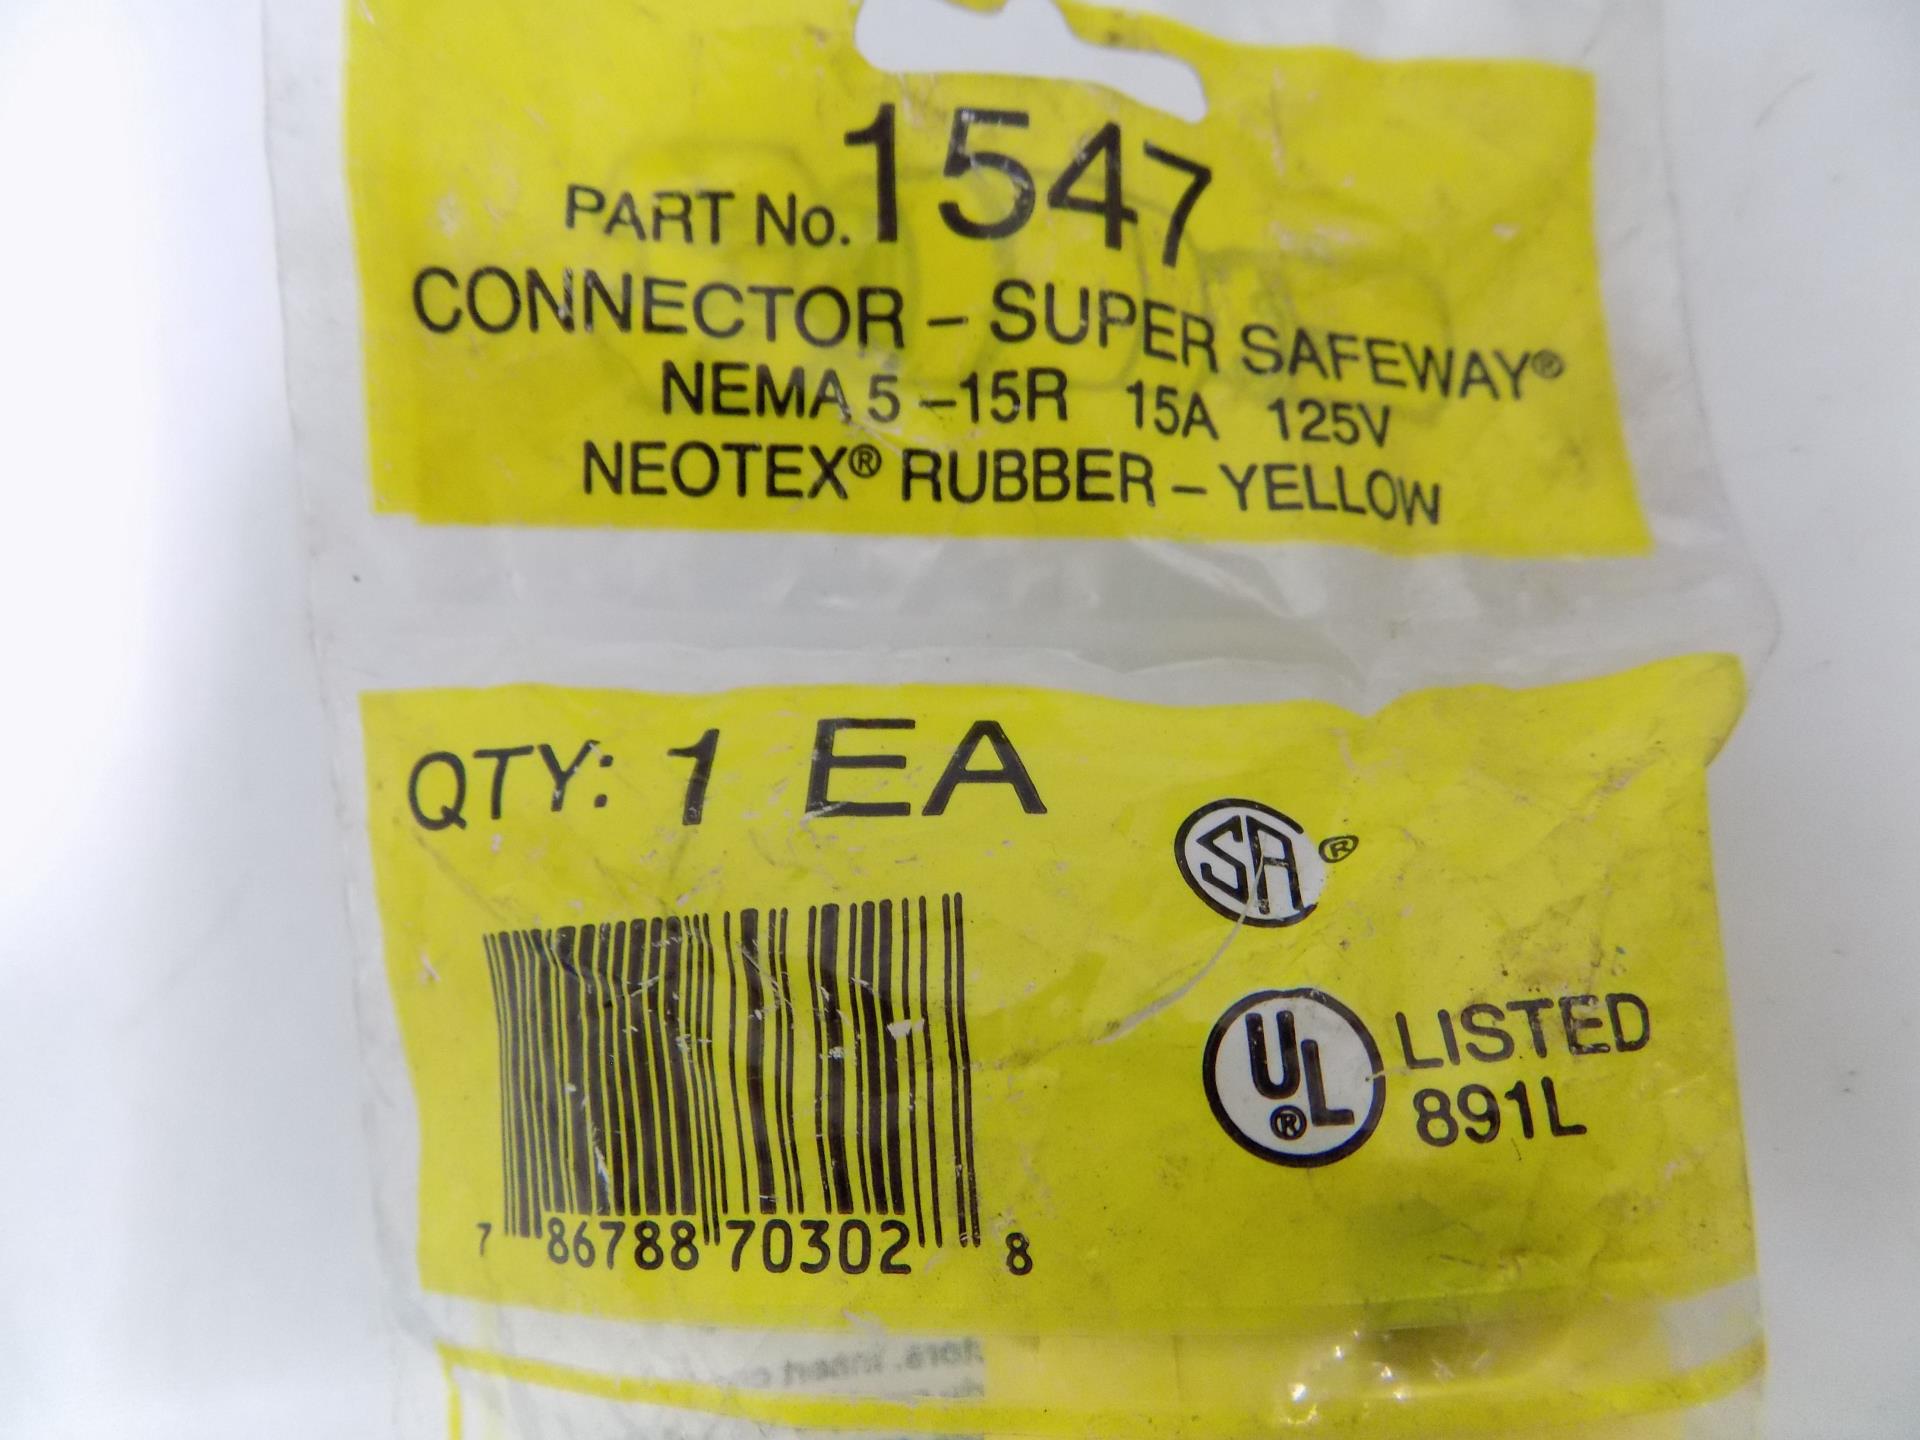 PART No. 1547
CONNECTOR – SUPER SAFEWAY®
NEMA 5–15R 15A 125V
NEOTEX® RUBBER – YELLOW
QTY: 1 EA
SA®
UL® LISTED
891L
7 86788 70302 8